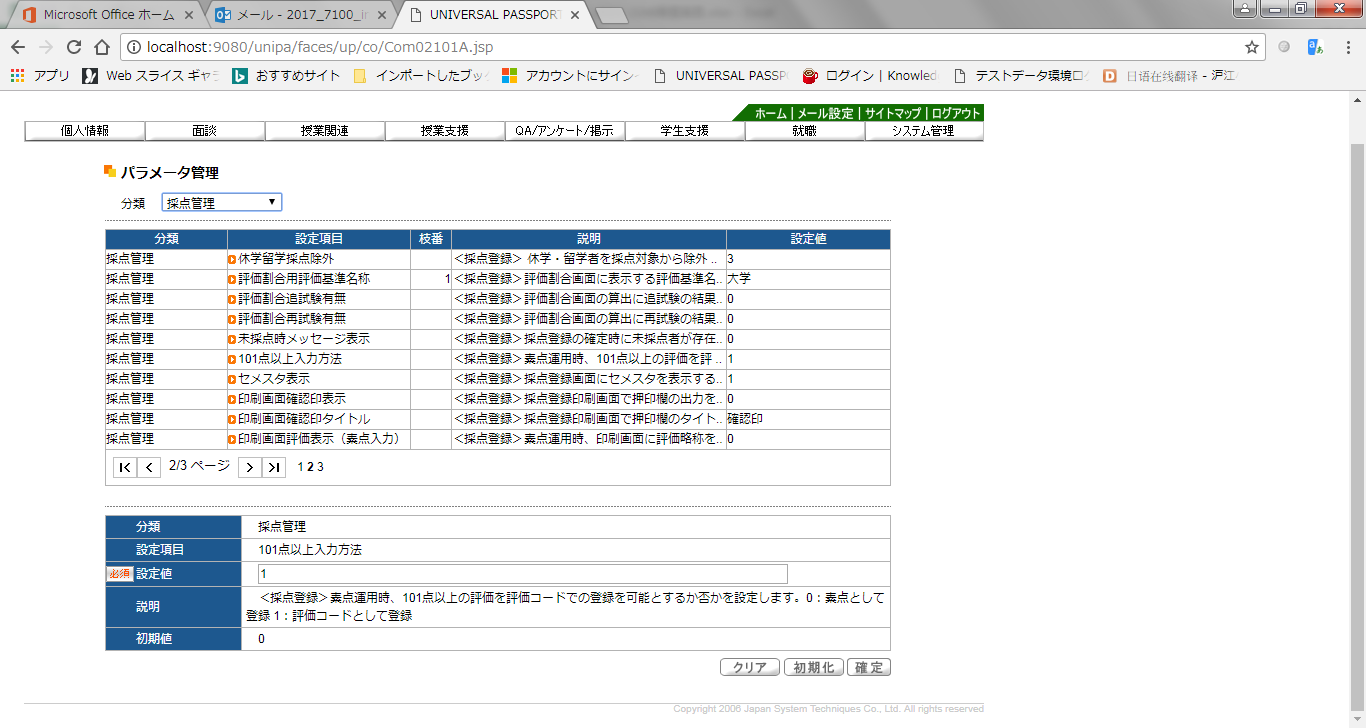 Microsoft Office ホーム
メール - 2017_7100_i
UNIVERSAL PASSPOR
localhost:9080/unipa/faces/up/co/Com02101A.jsp
アプリ Web スライス ギャラ おすすめサイト インポートしたブッ アカウントにサイン UNIVERSAL PASSP ログイン | Knowled テストデータ環境ロ 日语在线翻译 - 沪江
ホーム | メール設定 | サイトマップ | ログアウト
個人情報 面談 授業関連 授業支援 QA/アンケート/掲示 学生支援 就職 システム管理
パラメータ管理
分類 採点管理
分類 設定項目 枝番 説明 設定値
採点管理 休学留学採点除外 <採点登録> 休学・留学者を採点対象から除外 .. 3
採点管理 評価割合用評価基準名称 1 <採点登録>評価割合画面に表示する評価基準名.. 大学
採点管理 評価割合追試験有無 <採点登録>評価割合画面の算出に追試験の結果.. 0
採点管理 評価割合再試験有無 <採点登録>評価割合画面の算出に再試験の結果.. 0
採点管理 未採点時メッセージ表示 <採点登録>採点登録の確定時に未採点者が存在.. 0
採点管理 101点以上入力方法 <採点登録>素点運用時、101点以上の評価を評 .. 1
採点管理 セメスタ表示 <採点登録>採点登録画面にセメスタを表示する.. 1
採点管理 印刷画面確認印表示 <採点登録>採点登録印刷画面で押印欄の出力を.. 0
採点管理 印刷画面確認印タイトル <採点登録>採点登録印刷画面で押印欄のタイト.. 確認印
採点管理 印刷画面評価表示（素点入力） <採点登録>素点運用時、印刷画面に評価略称を.. 0
2/3 ページ 1 2 3
分類 採点管理
設定項目 101点以上入力方法
必須 設定値 1
説明 <採点登録>素点運用時、101点以上の評価を評価コードでの登録を可能とするか否かを設定します。0：素点として
登録 1：評価コードとして登録
初期値 0
クリア 初期化 確定
Copyright 2006 Japan System Techniques Co., Ltd. All rights reserved